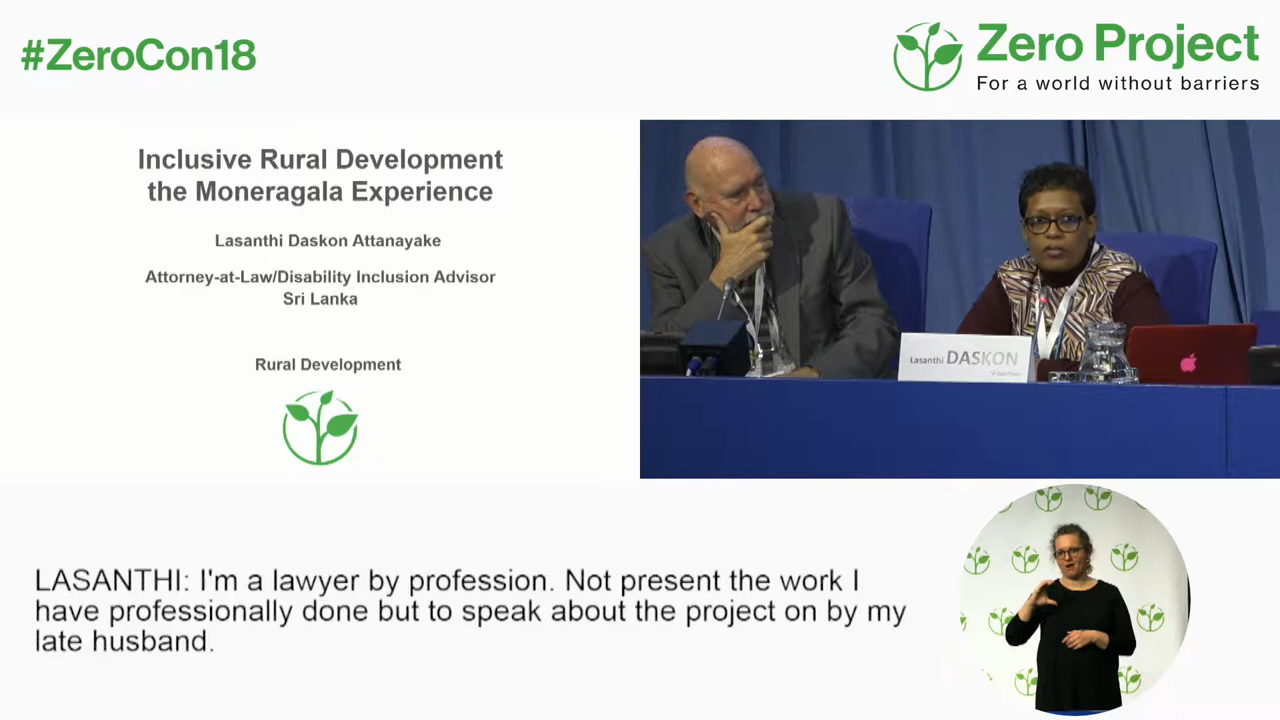 #ZeroCon18
Zero Project
For a world without barriers
Inclusive Rural Development
the Moneragala Experience
Lasanthi Daskon Attanayake
Attorney-at-Law/Disability Inclusion Advisor
Sri Lanka
Rural Development
Lasanthi DASKON
LASANTHI: I'm a lawyer by profession. Not present the work I
have professionally done but to speak about the project on by my
late husband.